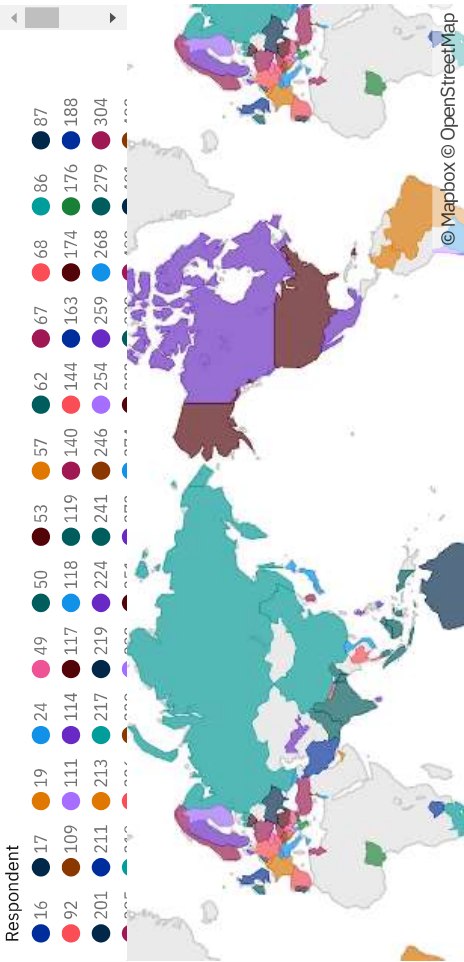 Respondent
16 17 19 24 49 50 53 57 62 67 68 86 87
92 109 111 114 117 118 119 140 144 163 174 176 188
201 211 213 217 219 224 241 246 254 259 268 279 304
© Mapbox © OpenStreetMap